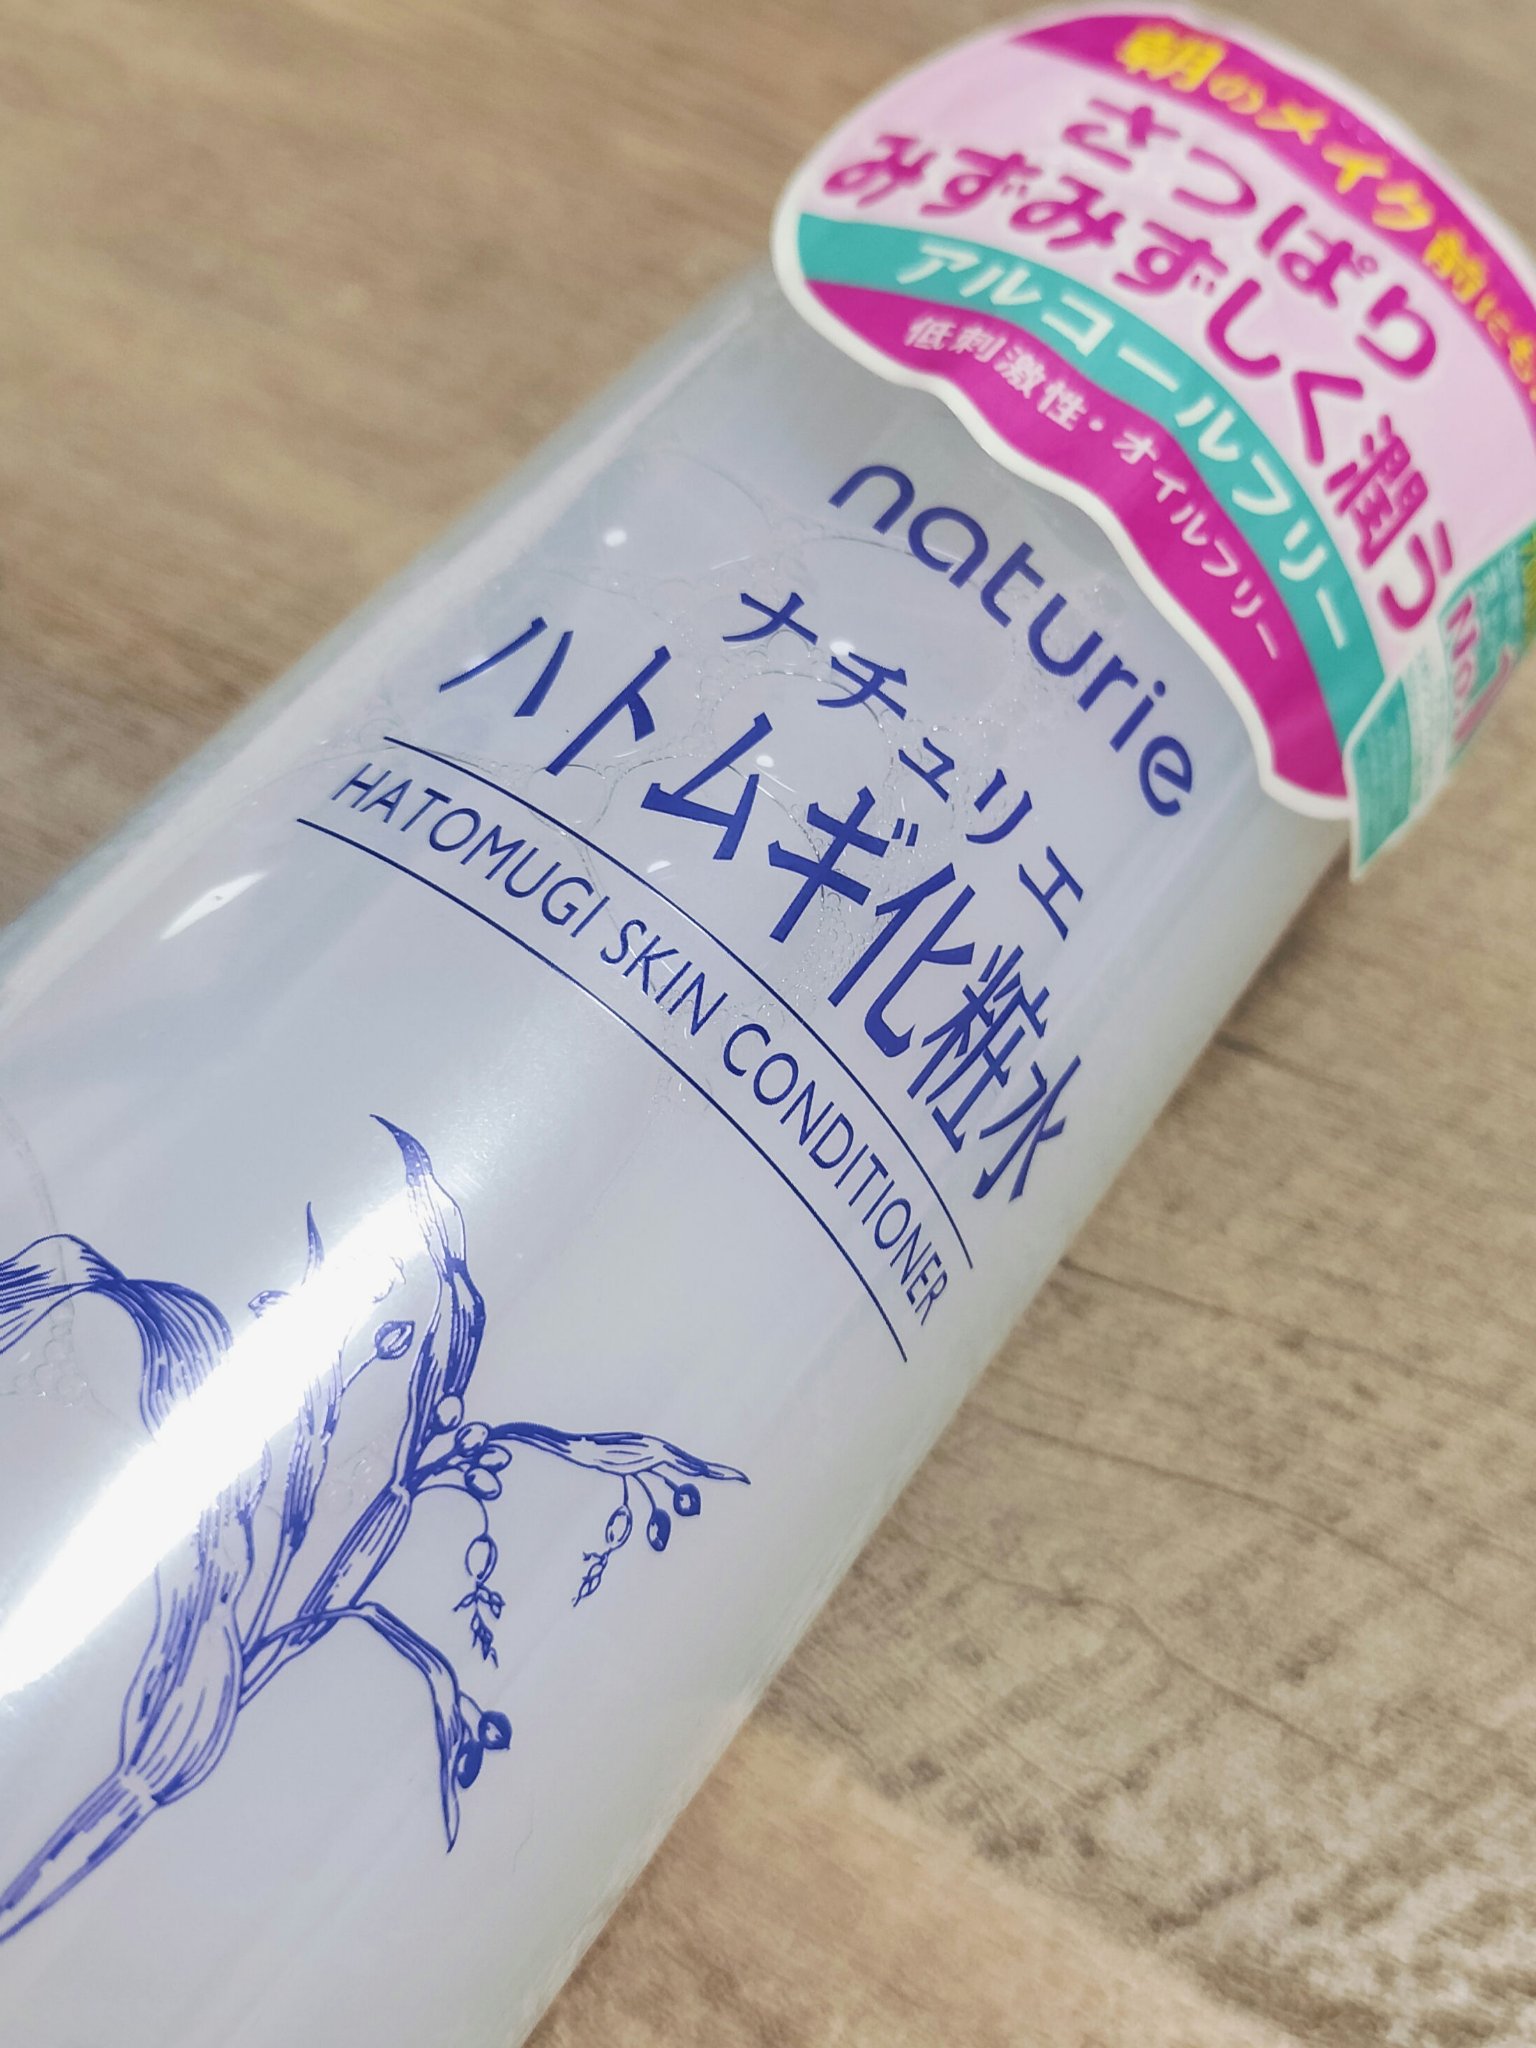 朝のメイク前にも
さっぱり
みずみずしく潤う
アルコールフリー
低刺激性・オイルフリー
No.1
naturie
ナチュリエ
ハトムギ化粧水
HATOMUGI SKIN CONDITIONER